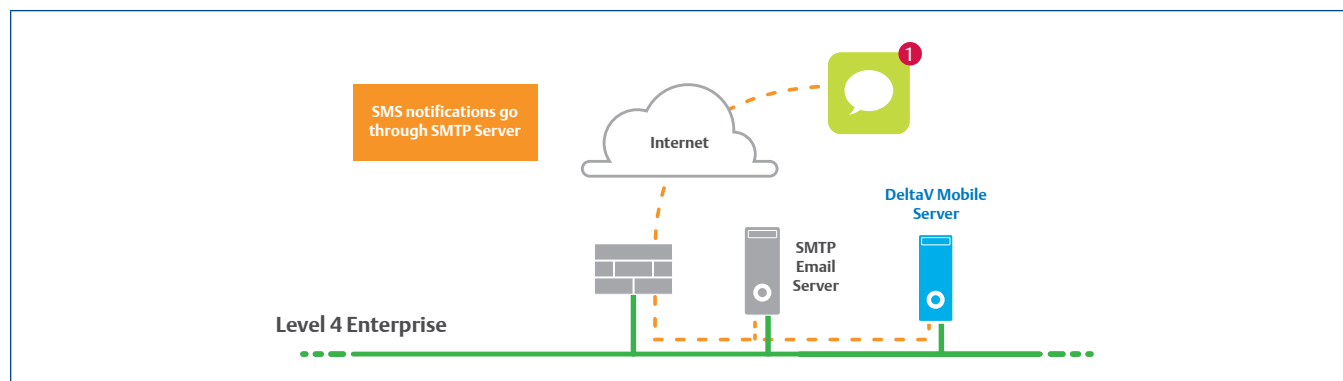 SMS notifications go
through SMTP Server
1
Internet
DeltaV Mobile
Server
SMTP
Email
Server
Level 4 Enterprise